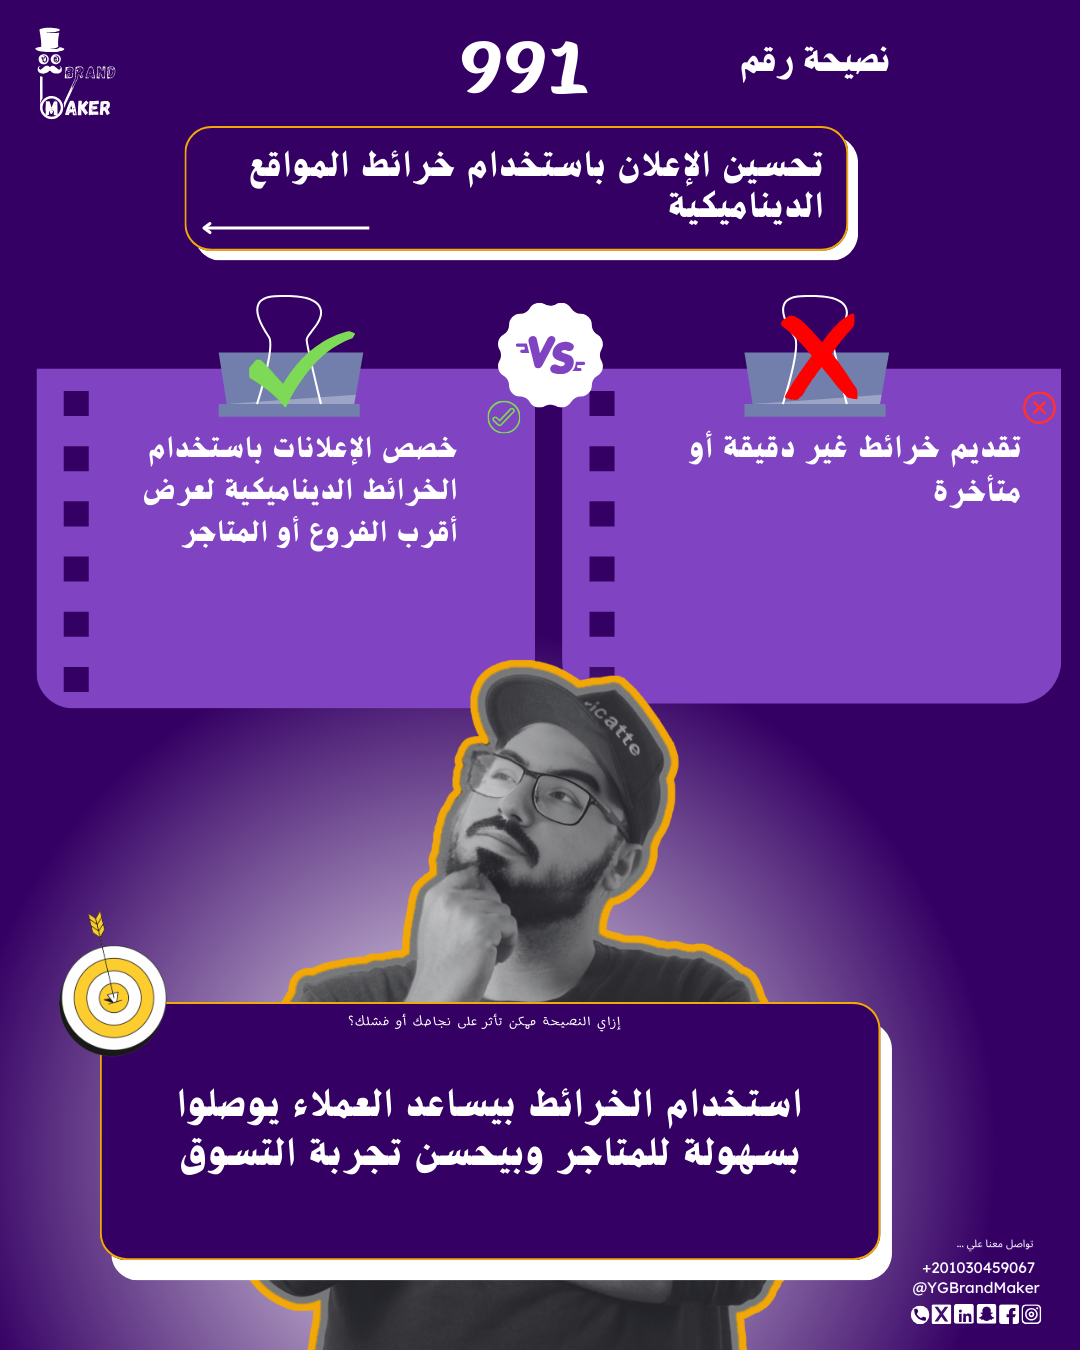 BRAND
MAKER
نصيحة رقم
991
تحسين الإعلان باستخدام خرائط المواقع
الديناميكية
VS
تقديم خرائط غير دقيقة أو
متأخرة
خصص الإعلانات باستخدام
الخرائط الديناميكية لعرض
أقرب الفروع أو المتاجر
icatte
إزاي النصيحة ممكن تأثر على نجاحك أو فشلك؟
استخدام الخرائط بيساعد العملاء يوصلوا
بسهولة للمتاجر وبيحسن تجربة التسوق
تواصل معنا علي ...
+201030459067
@YGBrandMaker